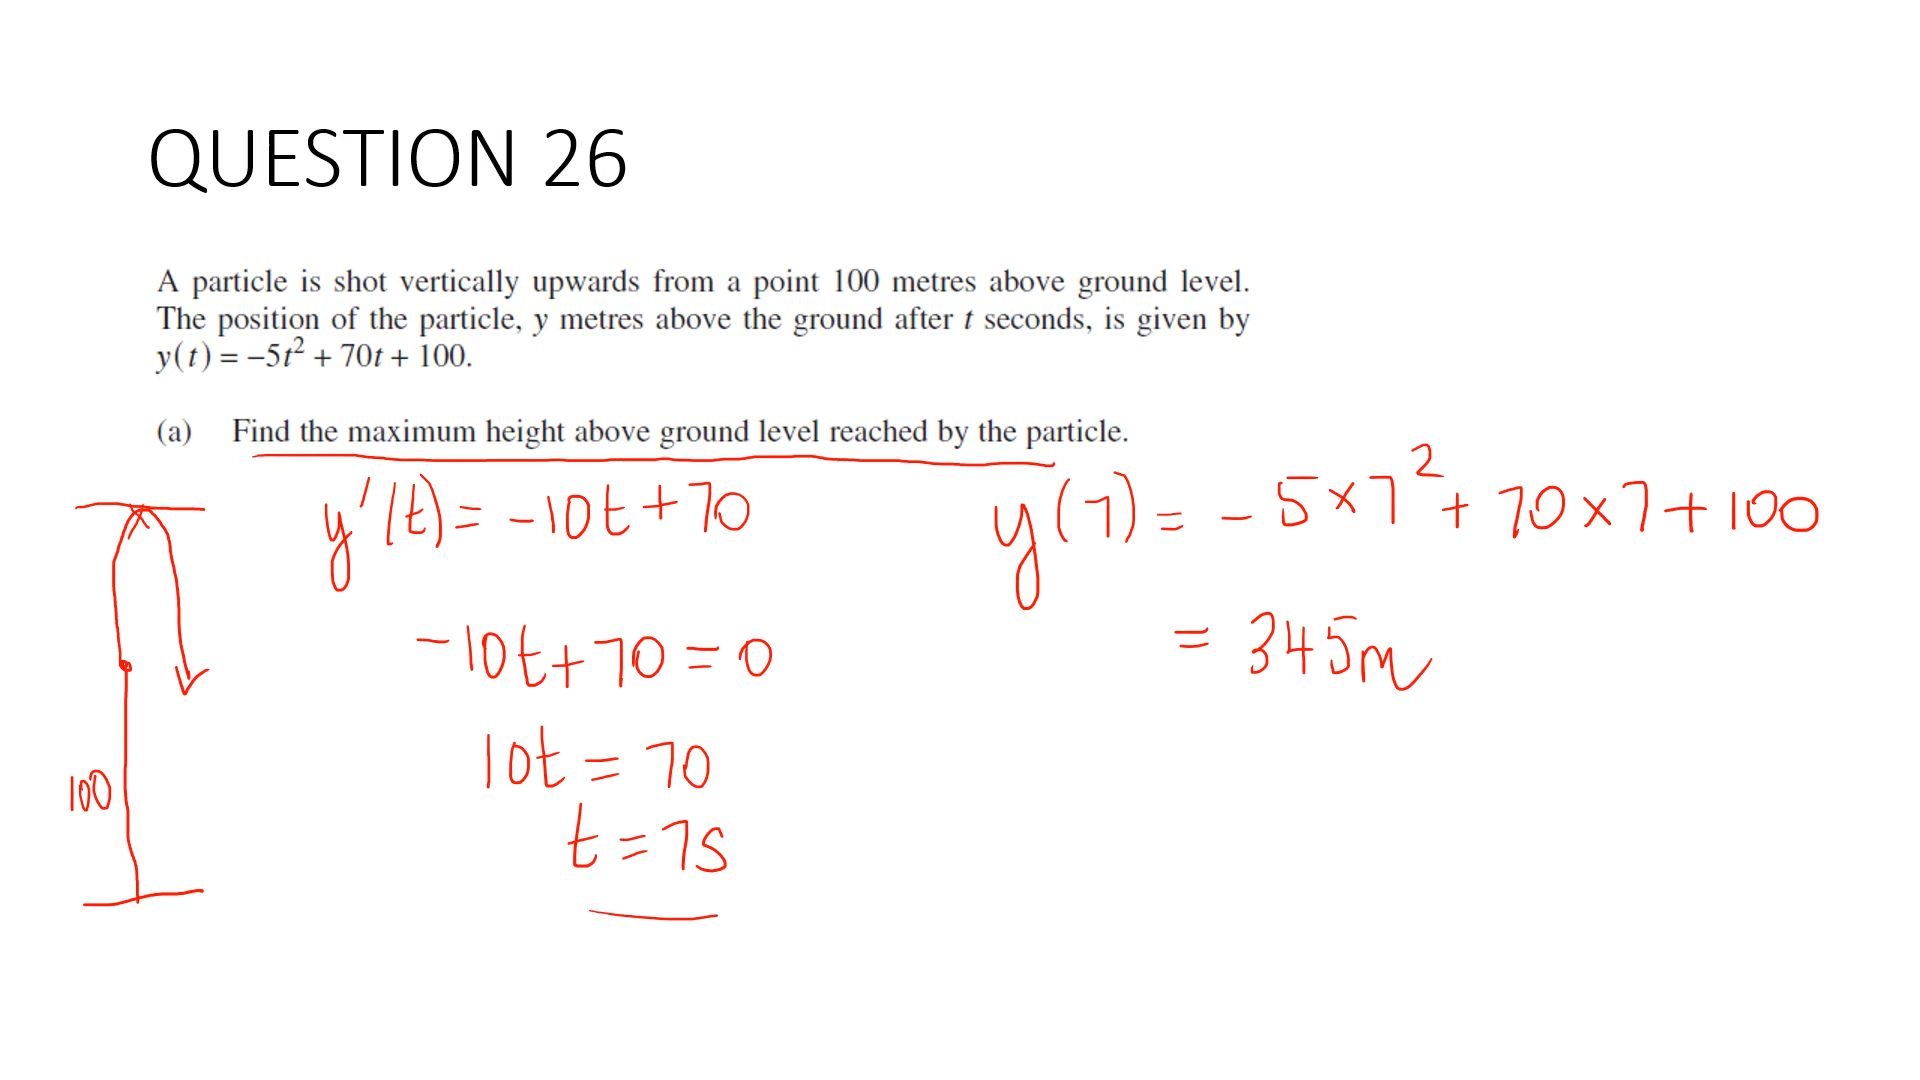 QUESTION 26
A particle is shot vertically upwards from a point 100 metres above ground level.
The position of the particle, y metres above the ground after t seconds, is given by
y(t) = −5t² + 70t + 100.
(a) Find the maximum height above ground level reached by the particle.
y'(t) = -10t + 70
-10t + 70 = 0
10t = 70
t = 7s
y(7) = - 5 × 7² + 70 × 7 + 100
= 345m
100